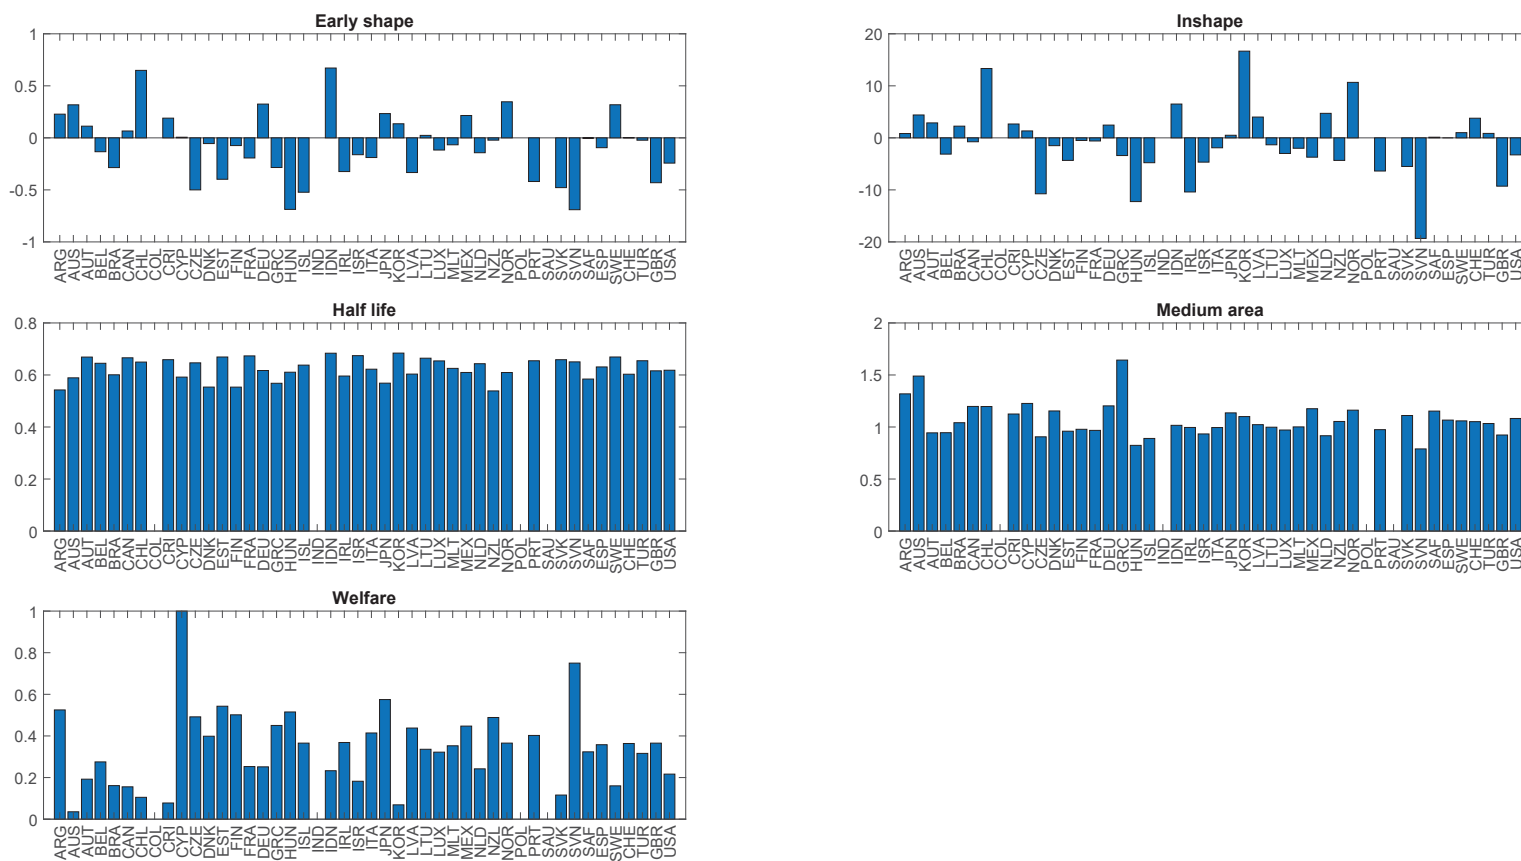 Early shape
1
0.5
0
-0.5
-1
ARG AUS AUT BEL BRA CAN CHL COL CRI CYP CZE DNK EST FIN FRA DEU GRC HUN ISL IND IDN IRL ISR ITA JPN KOR LVA LTU LUX MLT MEX NLD NZL NOR POL PRT SAU SVK SVN SAF ESP SWE CHE TUR GBR USA
Inshape
20
10
0
-10
-20
ARG AUS AUT BEL BRA CAN CHL COL CRI CYP CZE DNK EST FIN FRA DEU GRC HUN ISL IND IDN IRL ISR ITA JPN KOR LVA LTU LUX MLT MEX NLD NZL NOR POL PRT SAU SVK SVN SAF ESP SWE CHE TUR GBR USA
Half life
0.8
0.6
0.4
0.2
0
ARG AUS AUT BEL BRA CAN CHL COL CRI CYP CZE DNK EST FIN FRA DEU GRC HUN ISL IND IDN IRL ISR ITA JPN KOR LVA LTU LUX MLT MEX NLD NZL NOR POL PRT SAU SVK SVN SAF ESP SWE CHE TUR GBR USA
Medium area
2
1.5
1
0.5
0
ARG AUS AUT BEL BRA CAN CHL COL CRI CYP CZE DNK EST FIN FRA DEU GRC HUN ISL IND IDN IRL ISR ITA JPN KOR LVA LTU LUX MLT MEX NLD NZL NOR POL PRT SAU SVK SVN SAF ESP SWE CHE TUR GBR USA
Welfare
1
0.8
0.6
0.4
0.2
0
ARG AUS AUT BEL BRA CAN CHL COL CRI CYP CZE DNK EST FIN FRA DEU GRC HUN ISL IND IDN IRL ISR ITA JPN KOR LVA LTU LUX MLT MEX NLD NZL NOR POL PRT SAU SVK SVN SAF ESP SWE CHE TUR GBR USA